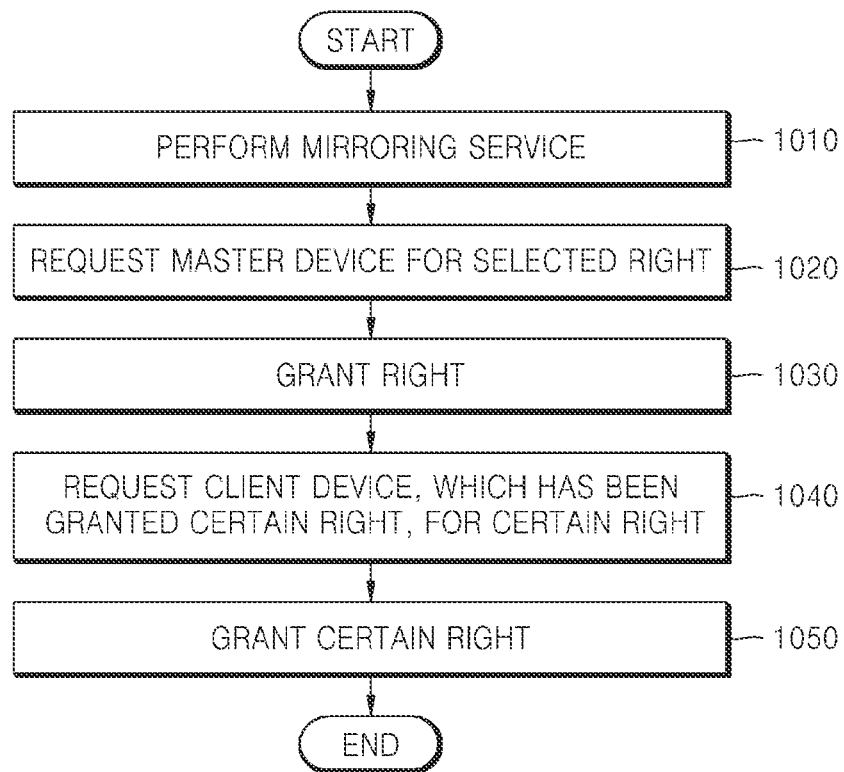 START
PERFORM MIRRORING SERVICE
1010
REQUEST MASTER DEVICE FOR SELECTED RIGHT
1020
GRANT RIGHT
1030
REQUEST CLIENT DEVICE, WHICH HAS BEEN
GRANTED CERTAIN RIGHT, FOR CERTAIN RIGHT
1040
GRANT CERTAIN RIGHT
1050
END